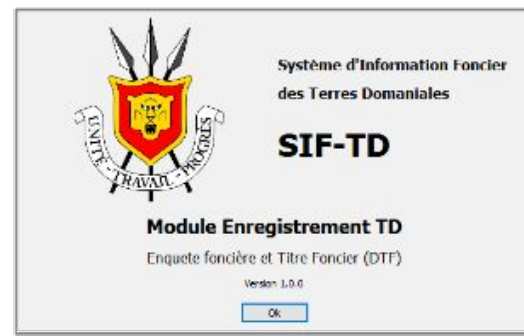 Système d'Information Foncier
des Terres Domaniales
SIF-TD
UNITE - TRAVAIL - PROGRES
Module Enregistrement TD
Enquete foncière et Titre Foncier (DTF)
Version 1.0.0
Ok